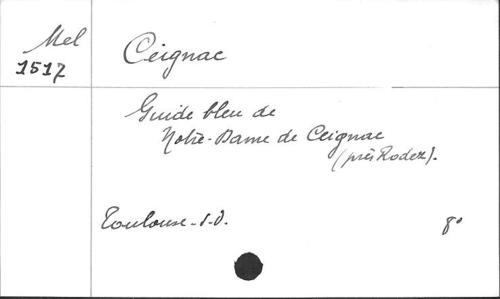 Mel
1517
Ceignac
Guide bleu de
Notre-Dame de Ceignac
(près Rodez).
Toulouse - s.d.
8°